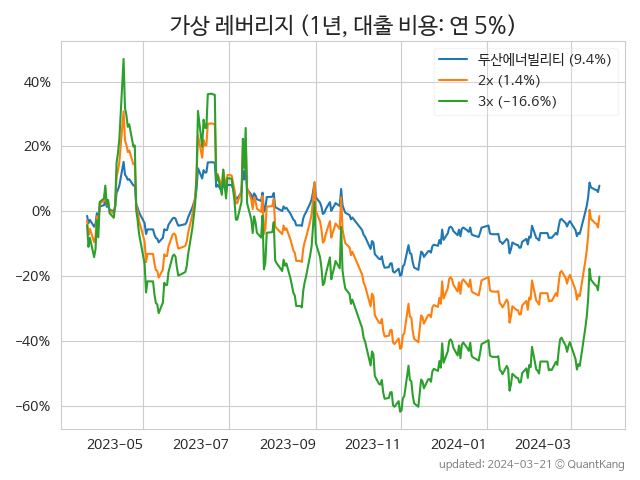 가상 레버리지 (1년, 대출 비용: 연 5%)
두산에너빌리티 (9.4%)
2x (1.4%)
3x (−16.6%)
40%
20%
0%
−20%
−40%
−60%
2023−05 2023−07 2023−09 2023−11 2024−01 2024−03
updated: 2024−03−21 © QuantKang